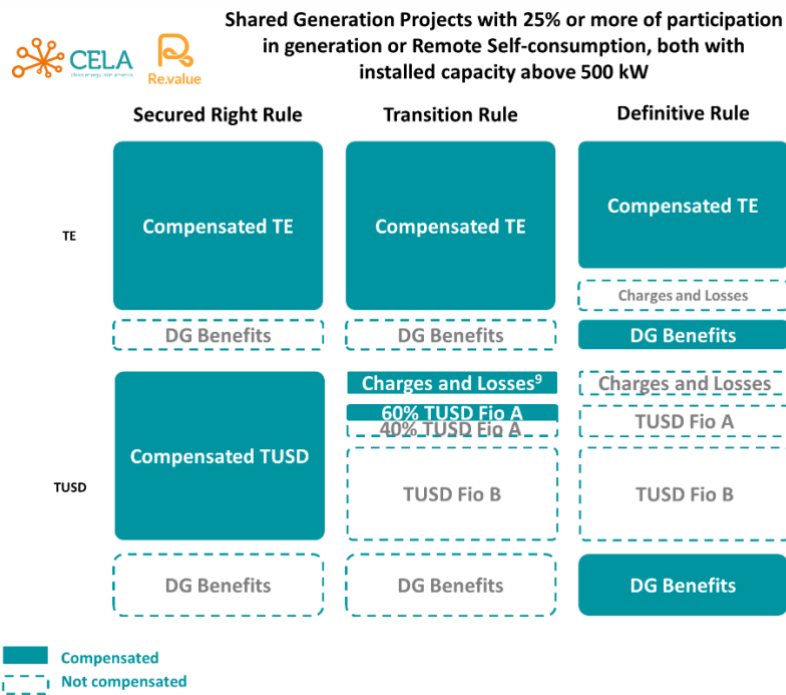 Shared Generation Projects with 25% or more of participation
in generation or Remote Self-consumption, both with
installed capacity above 500 kW
CELA
Re.value
Secured Right Rule
Transition Rule
Definitive Rule
TE
Compensated TE
Compensated TE
Compensated TE
Charges and Losses
DG Benefits
DG Benefits
DG Benefits
TUSD
Compensated TUSD
Charges and Losses⁹
60% TUSD Fio A
40% TUSD Fio A
TUSD Fio B
Charges and Losses
TUSD Fio A
TUSD Fio B
DG Benefits
DG Benefits
DG Benefits
Compensated
Not compensated